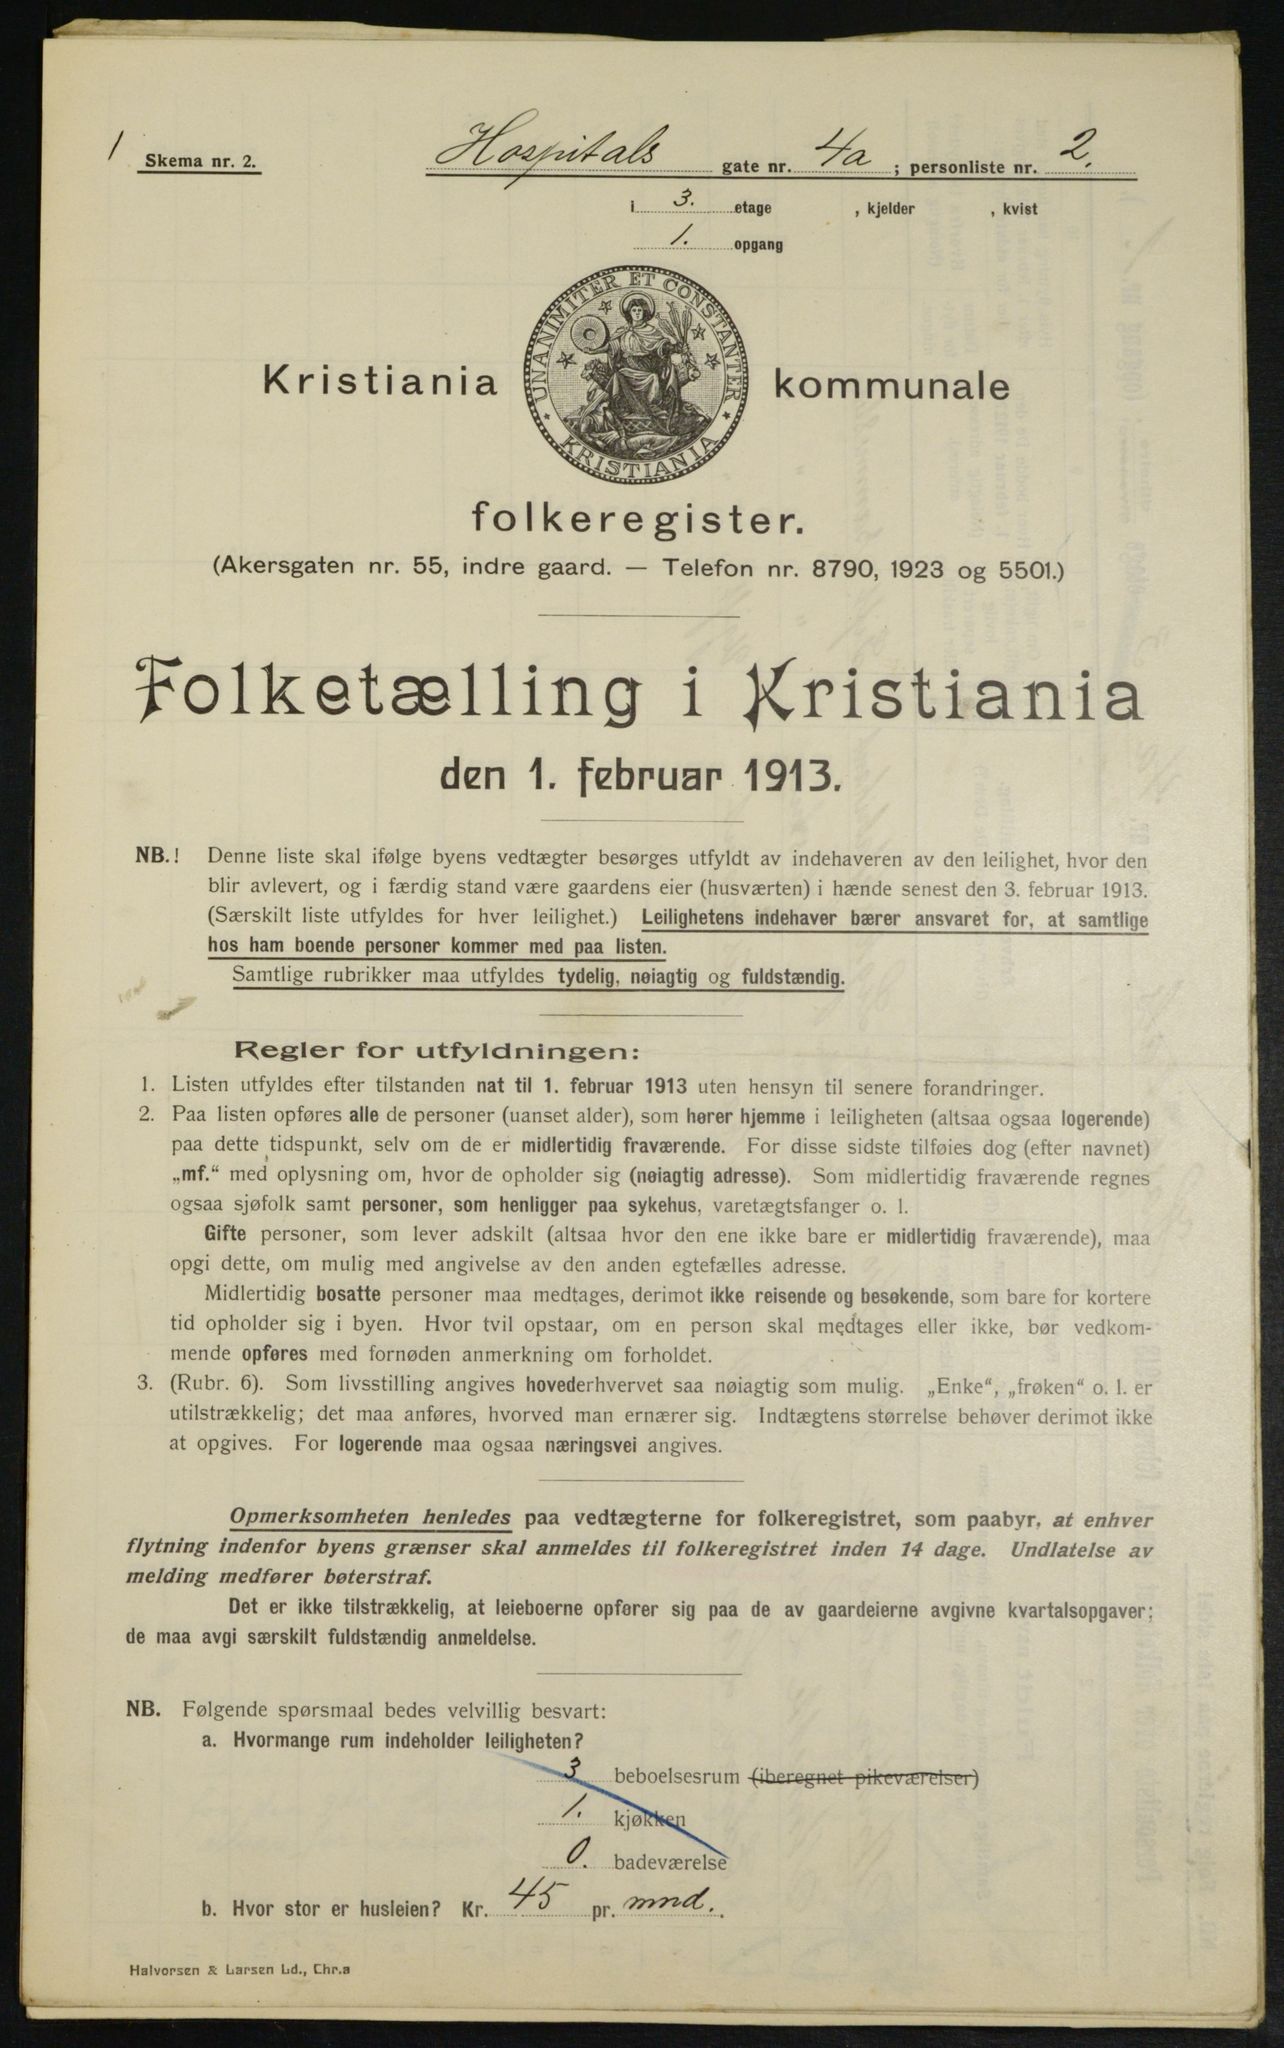 1
Skema nr. 2.
Hospitals gate nr. 4a; personliste nr. 2.
i 3. etage , kjelder , kvist
1. opgang
UNANIMITER ET CONSTANTER
KRISTIANIA
Kristiania kommunale
folkeregister.
(Akersgaten nr. 55, indre gaard. — Telefon nr. 8790, 1923 og 5501.)
Folketælling i Kristiania
den 1. februar 1913.
NB.! Denne liste skal ifølge byens vedtægter besørges utfyldt av indehaveren av den leilighet, hvor den
blir avlevert, og i færdig stand være gaardens eier (husværten) i hænde senest den 3. februar 1913.
(Særskilt liste utfyldes for hver leilighet.) Leilighetens indehaver bærer ansvaret for, at samtlige
hos ham boende personer kommer med paa listen.
Samtlige rubrikker maa utfyldes tydelig, nøiagtig og fuldstændig.
Regler for utfyldningen:
1. Listen utfyldes efter tilstanden nat til 1. februar 1913 uten hensyn til senere forandringer.
2. Paa listen opføres alle de personer (uanset alder), som hører hjemme i leiligheten (altsaa ogsaa logerende)
paa dette tidspunkt, selv om de er midlertidig fraværende. For disse sidste tilføies dog (efter navnet)
„mf.“ med oplysning om, hvor de opholder sig (nøiagtig adresse). Som midlertidig fraværende regnes
ogsaa sjøfolk samt personer, som henligger paa sykehus, varetægtsfanger o. l.
Gifte personer, som lever adskilt (altsaa hvor den ene ikke bare er midlertidig fraværende), maa
opgi dette, om mulig med angivelse av den anden egtefælles adresse.
Midlertidig bosatte personer maa medtages, derimot ikke reisende og besøkende, som bare for kortere
tid opholder sig i byen. Hvor tvil opstaar, om en person skal medtages eller ikke, bør vedkom-
mende opføres med fornøden anmerkning om forholdet.
3. (Rubr. 6). Som livsstilling angives hovederhvervet saa nøiagtig som mulig. „Enke“, „frøken“ o. l. er
utilstrækkelig; det maa anføres, hvorved man ernærer sig. Indtægtens størrelse behøver derimot ikke
at opgives. For logerende maa ogsaa næringsvei angives.
Opmerksomheten henledes paa vedtægterne for folkeregistret, som paabyr, at enhver
flytning indenfor byens grænser skal anmeldes til folkeregistret inden 14 dage. Undlatelse av
melding medfører bøterstraf.
Det er ikke tilstrækkelig, at leieboerne opfører sig paa de av gaardeierne avgivne kvartalsopgaver;
de maa avgi særskilt fuldstændig anmeldelse.
NB. Følgende spørsmaal bedes velvillig besvart:
a. Hvormange rum indeholder leiligheten?
3 beboelsesrum (iberegnet pikeværelser)
1. kjøkken
0. badeværelse
b. Hvor stor er husleien? Kr. 45 pr. mnd.
Halvorsen & Larsen Ld., Chr.a